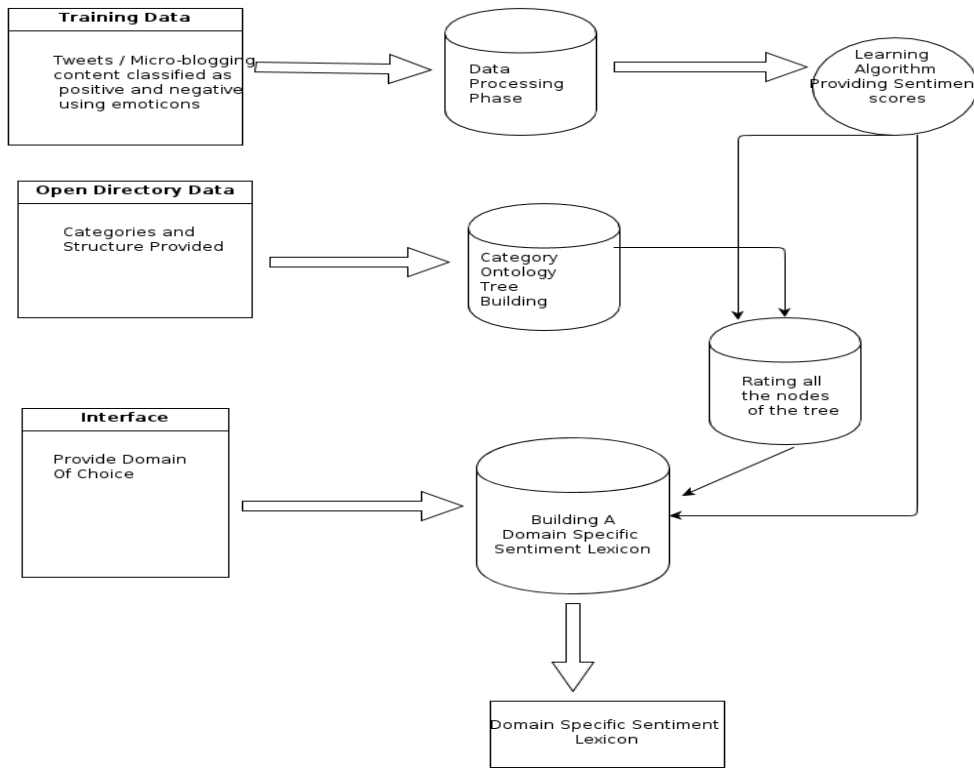 Training Data
Tweets / Micro-blogging
content classified as
positive and negative
using emoticons
Data
Processing
Phase
Learning
Algorithm
Providing Sentiment
scores
Open Directory Data
Categories and
Structure Provided
Category
Ontology
Tree
Building
Rating all
the nodes
of the tree
Interface
Provide Domain
Of Choice
Building A
Domain Specific
Sentiment Lexicon
Domain Specific Sentiment
Lexicon